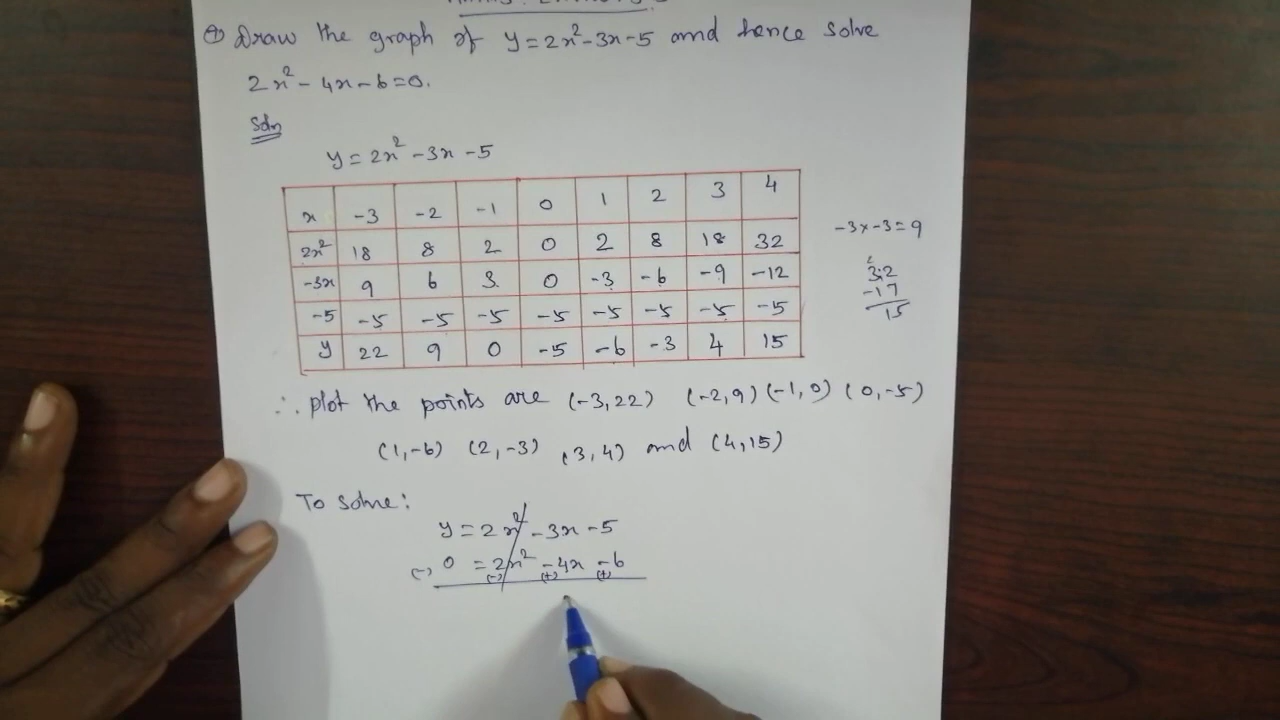 Draw the graph of y=2x²-3x-5 and hence solve
2x²-4x-6=0.
Soln
y=2x²-3x-5
x -3 -2 -1 0 1 2 3 4
2x² 18 8 2 0 2 8 18 32
-3x 9 6 3 0 -3 -6 -9 -12
-5 -5 -5 -5 -5 -5 -5 -5 -5
y 22 9 0 -5 -6 -3 4 15
-3x-3=9
2
32
-17
15
∴ plot the points are (-3,22) (-2,9) (-1,0) (0,-5)
(1,-6) (2,-3) (3,4) and (4,15)
To solve:
y=2x²-3x-5
(-) 0 =2x²-4x-6
(-) (+) (+)